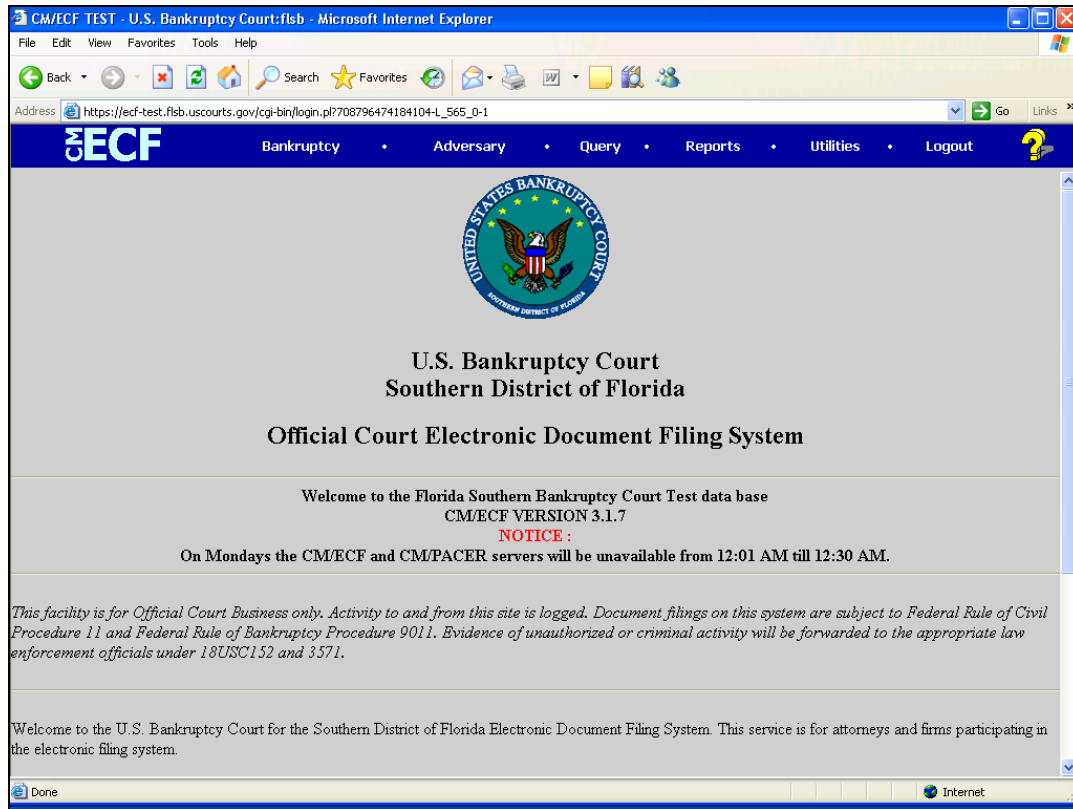 CM/ECF TEST - U.S. Bankruptcy Court:flsb - Microsoft Internet Explorer
File Edit View Favorites Tools Help
Back Search Favorites
Address https://ecf-test.flsb.uscourts.gov/cgi-bin/login.pl?708796474184104-L_565_0-1 Go Links »
CM ECF Bankruptcy • Adversary • Query • Reports • Utilities • Logout ?
UNITED STATES BANKRUPTCY COURT
SOUTHERN DISTRICT OF FLORIDA
U.S. Bankruptcy Court
Southern District of Florida
Official Court Electronic Document Filing System
Welcome to the Florida Southern Bankruptcy Court Test data base
CM/ECF VERSION 3.1.7
NOTICE :
On Mondays the CM/ECF and CM/PACER servers will be unavailable from 12:01 AM till 12:30 AM.
This facility is for Official Court Business only. Activity to and from this site is logged. Document filings on this system are subject to Federal Rule of Civil
Procedure 11 and Federal Rule of Bankruptcy Procedure 9011. Evidence of unauthorized or criminal activity will be forwarded to the appropriate law
enforcement officials under 18USC152 and 3571.
Welcome to the U.S. Bankruptcy Court for the Southern District of Florida Electronic Document Filing System. This service is for attorneys and firms participating in
the electronic filing system.
Done Internet